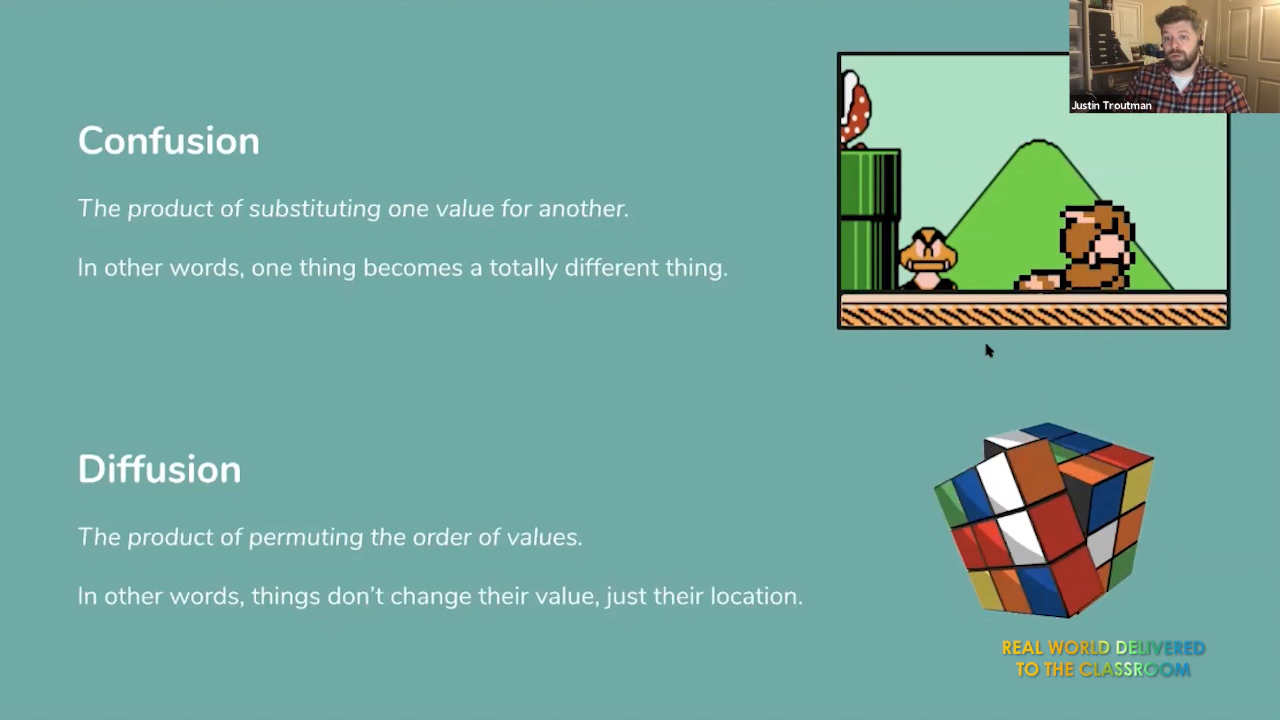 Justin Troutman
Confusion
The product of substituting one value for another.
In other words, one thing becomes a totally different thing.
Diffusion
The product of permuting the order of values.
In other words, things don't change their value, just their location.
REAL WORLD DELIVERED
TO THE CLASSROOM